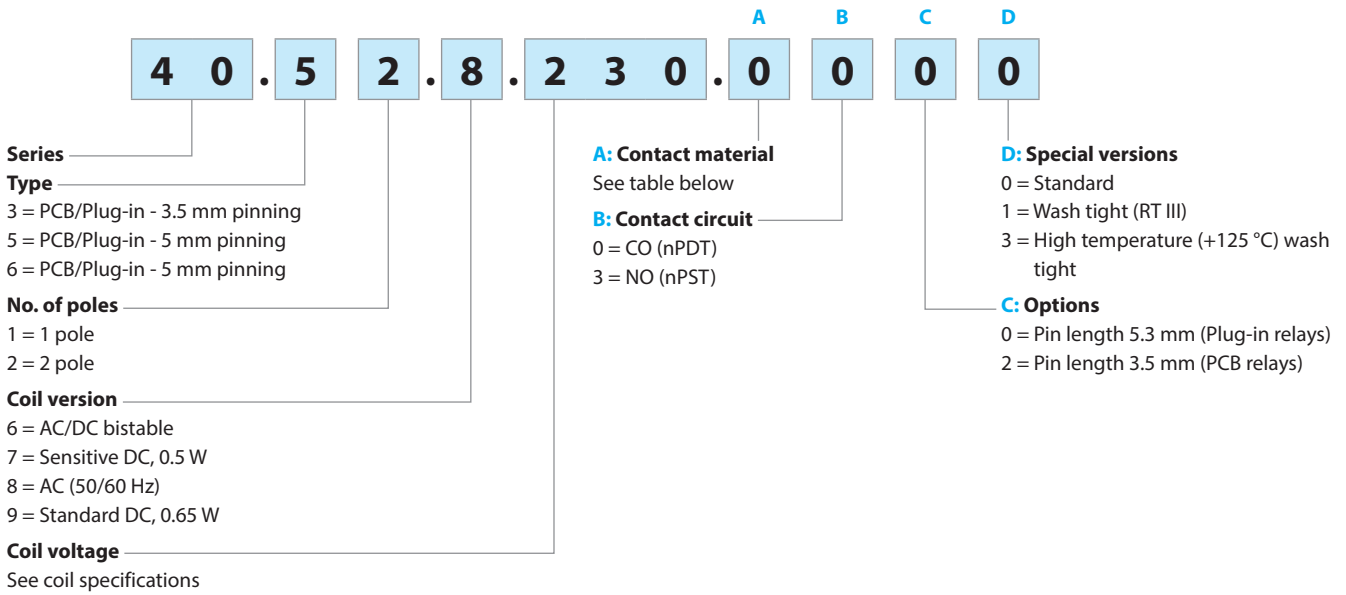 A B C D
4 0 . 5 2 . 8 . 2 3 0 . 0 0 0 0
Series
Type
3 = PCB/Plug-in - 3.5 mm pinning
5 = PCB/Plug-in - 5 mm pinning
6 = PCB/Plug-in - 5 mm pinning
No. of poles
1 = 1 pole
2 = 2 pole
Coil version
6 = AC/DC bistable
7 = Sensitive DC, 0.5 W
8 = AC (50/60 Hz)
9 = Standard DC, 0.65 W
Coil voltage
See coil specifications
A: Contact material
See table below
B: Contact circuit
0 = CO (nPDT)
3 = NO (nPST)
D: Special versions
0 = Standard
1 = Wash tight (RT III)
3 = High temperature (+125 °C) wash
tight
C: Options
0 = Pin length 5.3 mm (Plug-in relays)
2 = Pin length 3.5 mm (PCB relays)